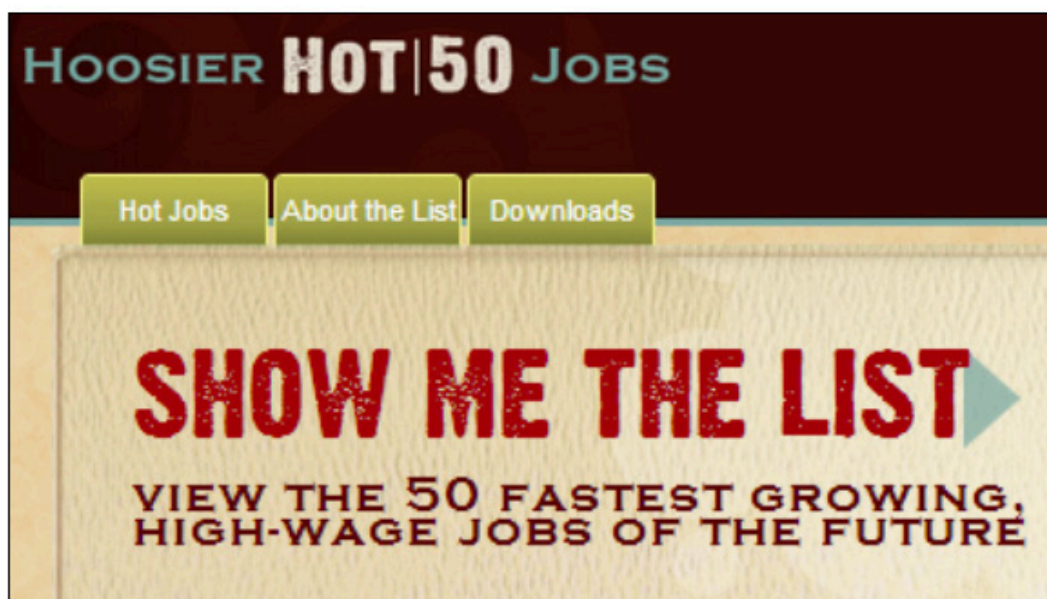 Hoosier HOT|50 Jobs
Hot Jobs About the List Downloads
SHOW ME THE LIST
VIEW THE 50 FASTEST GROWING,
HIGH-WAGE JOBS OF THE FUTURE